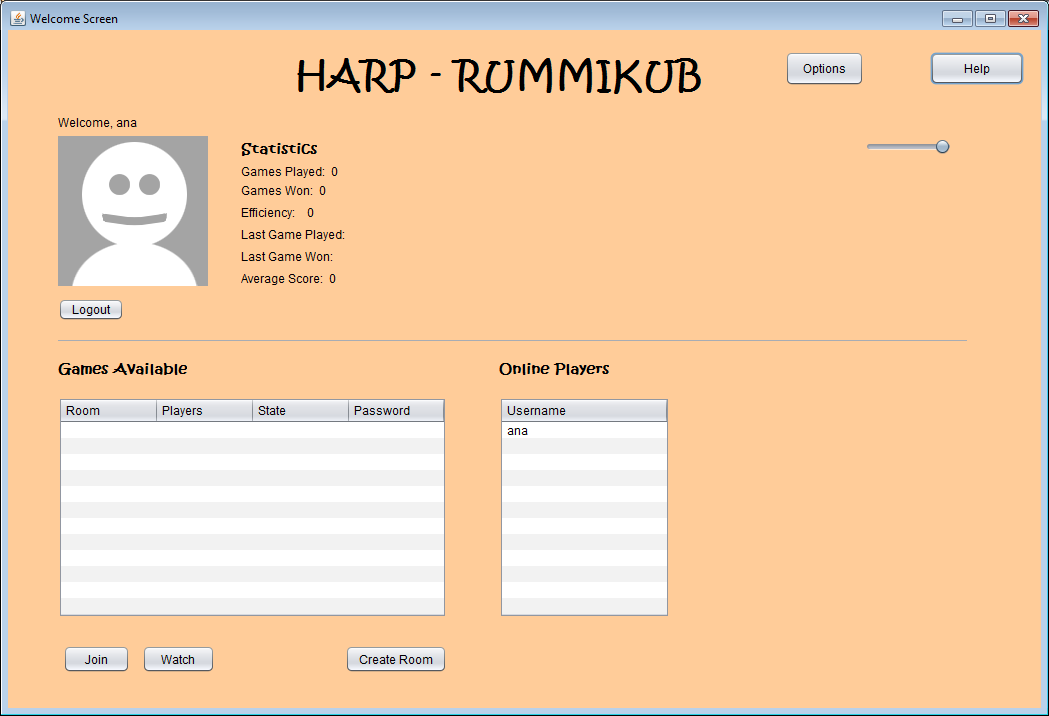 Welcome Screen
HARP - RUMMIKUB
Options
Help
Welcome, ana
Statistics
Games Played: 0
Games Won: 0
Efficiency: 0
Last Game Played:
Last Game Won:
Average Score: 0
Logout
Games Available
Room Players State Password
Online Players
Username
ana
Join
Watch
Create Room